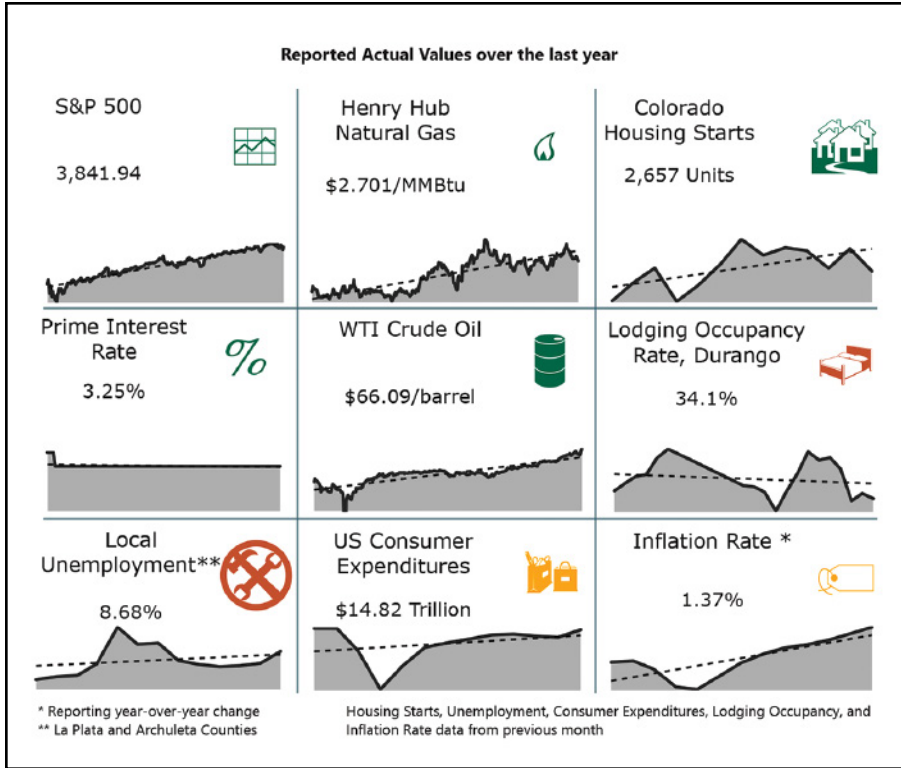 Reported Actual Values over the last year
S&P 500
3,841.94
Henry Hub
Natural Gas
$2.701/MMBtu
Colorado
Housing Starts
2,657 Units
Prime Interest
Rate
3.25%
%
WTI Crude Oil
$66.09/barrel
Lodging Occupancy
Rate, Durango
34.1%
Local
Unemployment**
8.68%
US Consumer
Expenditures
$14.82 Trillion
Inflation Rate *
1.37%
* Reporting year-over-year change
** La Plata and Archuleta Counties
Housing Starts, Unemployment, Consumer Expenditures, Lodging Occupancy, and
Inflation Rate data from previous month